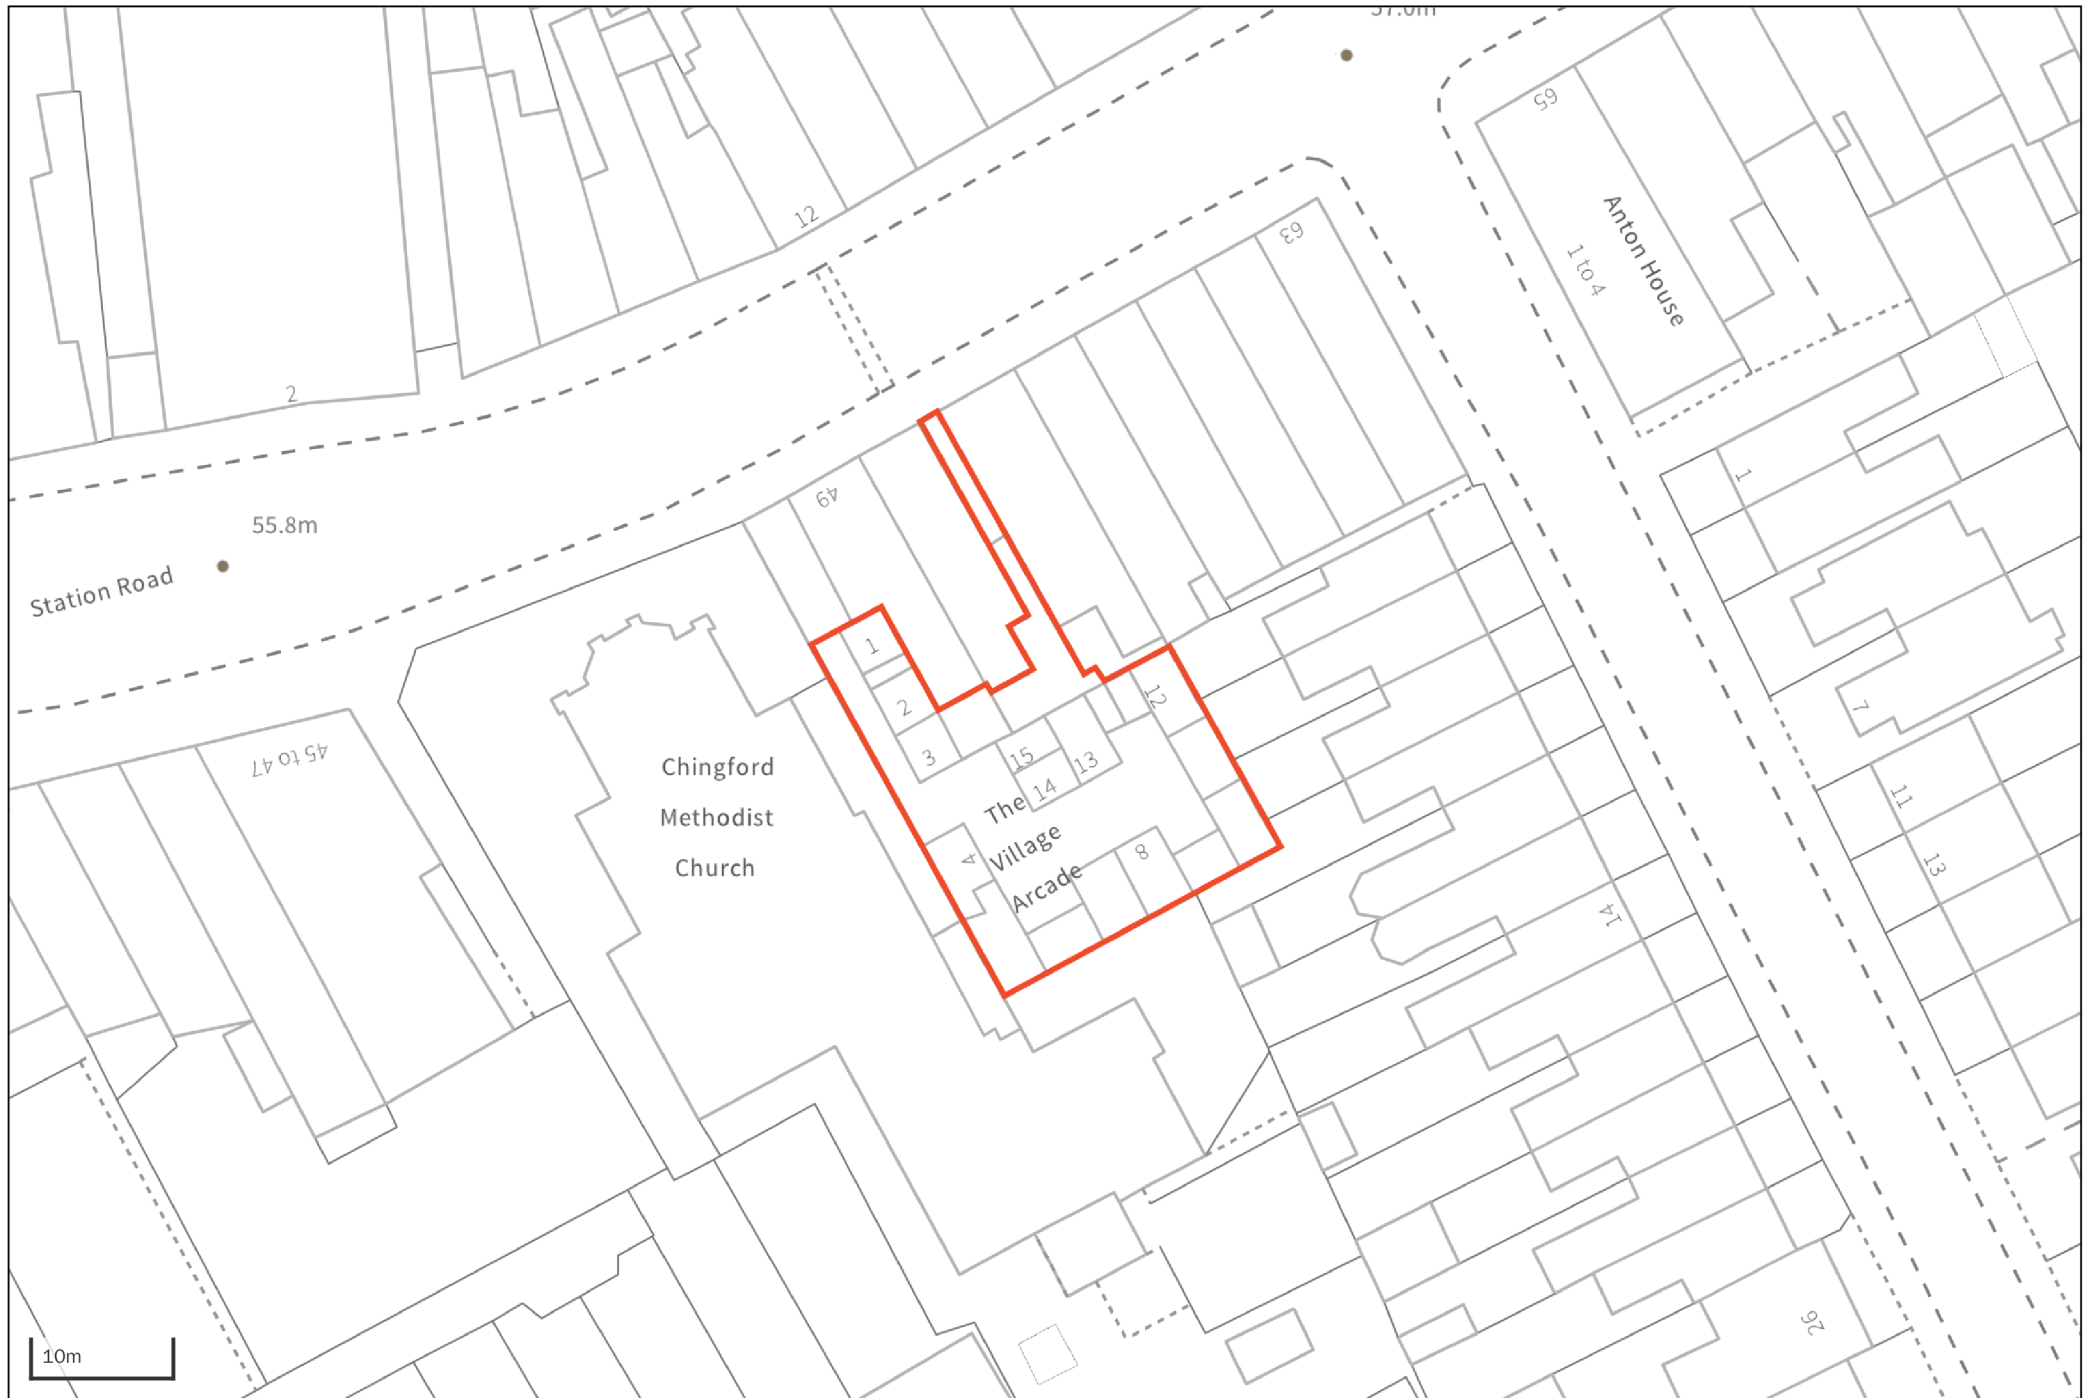 57.0m
65
12
63
Anton House
1 to 4
2
49
1
55.8m
Station Road
1
12
2
7
45 to 47
3
15
13
14
Chingford
Methodist
Church
The
Village
Arcade
4
8
11
13
14
26
10m